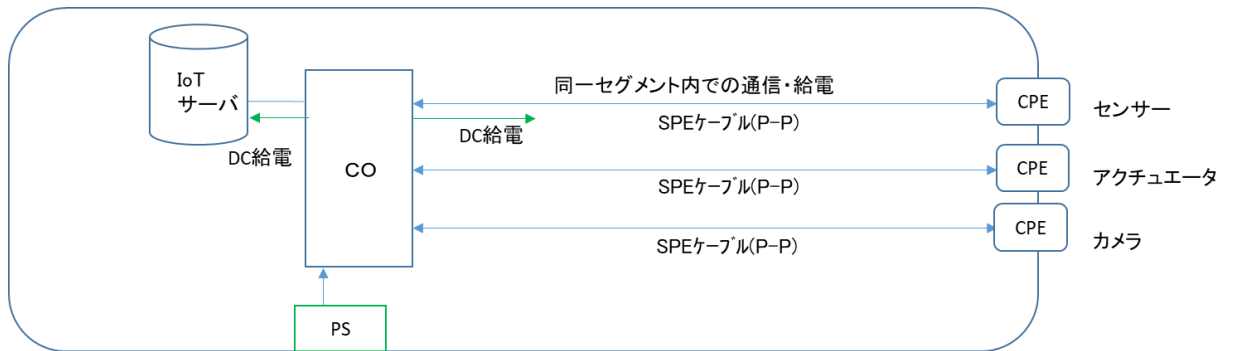 IoT
サーバ
同一セグメント内での通信・給電
CPE
センサー
SPEｹｰﾌﾞﾙ(P-P)
DC給電
DC給電
CO
CPE
アクチュエータ
SPEｹｰﾌﾞﾙ(P-P)
CPE
カメラ
SPEｹｰﾌﾞﾙ(P-P)
PS